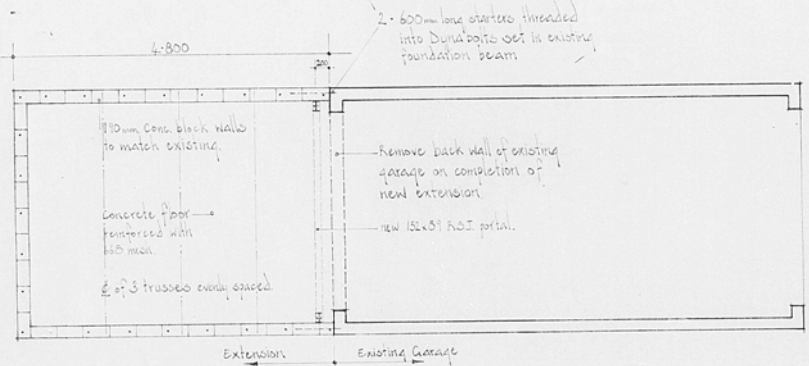 2 - 600mm long starters threaded
into Dynabolts set in existing
foundation beam
4·800
200
Conc. block walls
to match existing.
Remove back wall of existing
garage on completion of
new extension.
Concrete floor
reinforced with
mesh.
new 152x89 R.S.J. portal.
℄ of 3 trusses evenly spaced.
Extension
Existing Garage